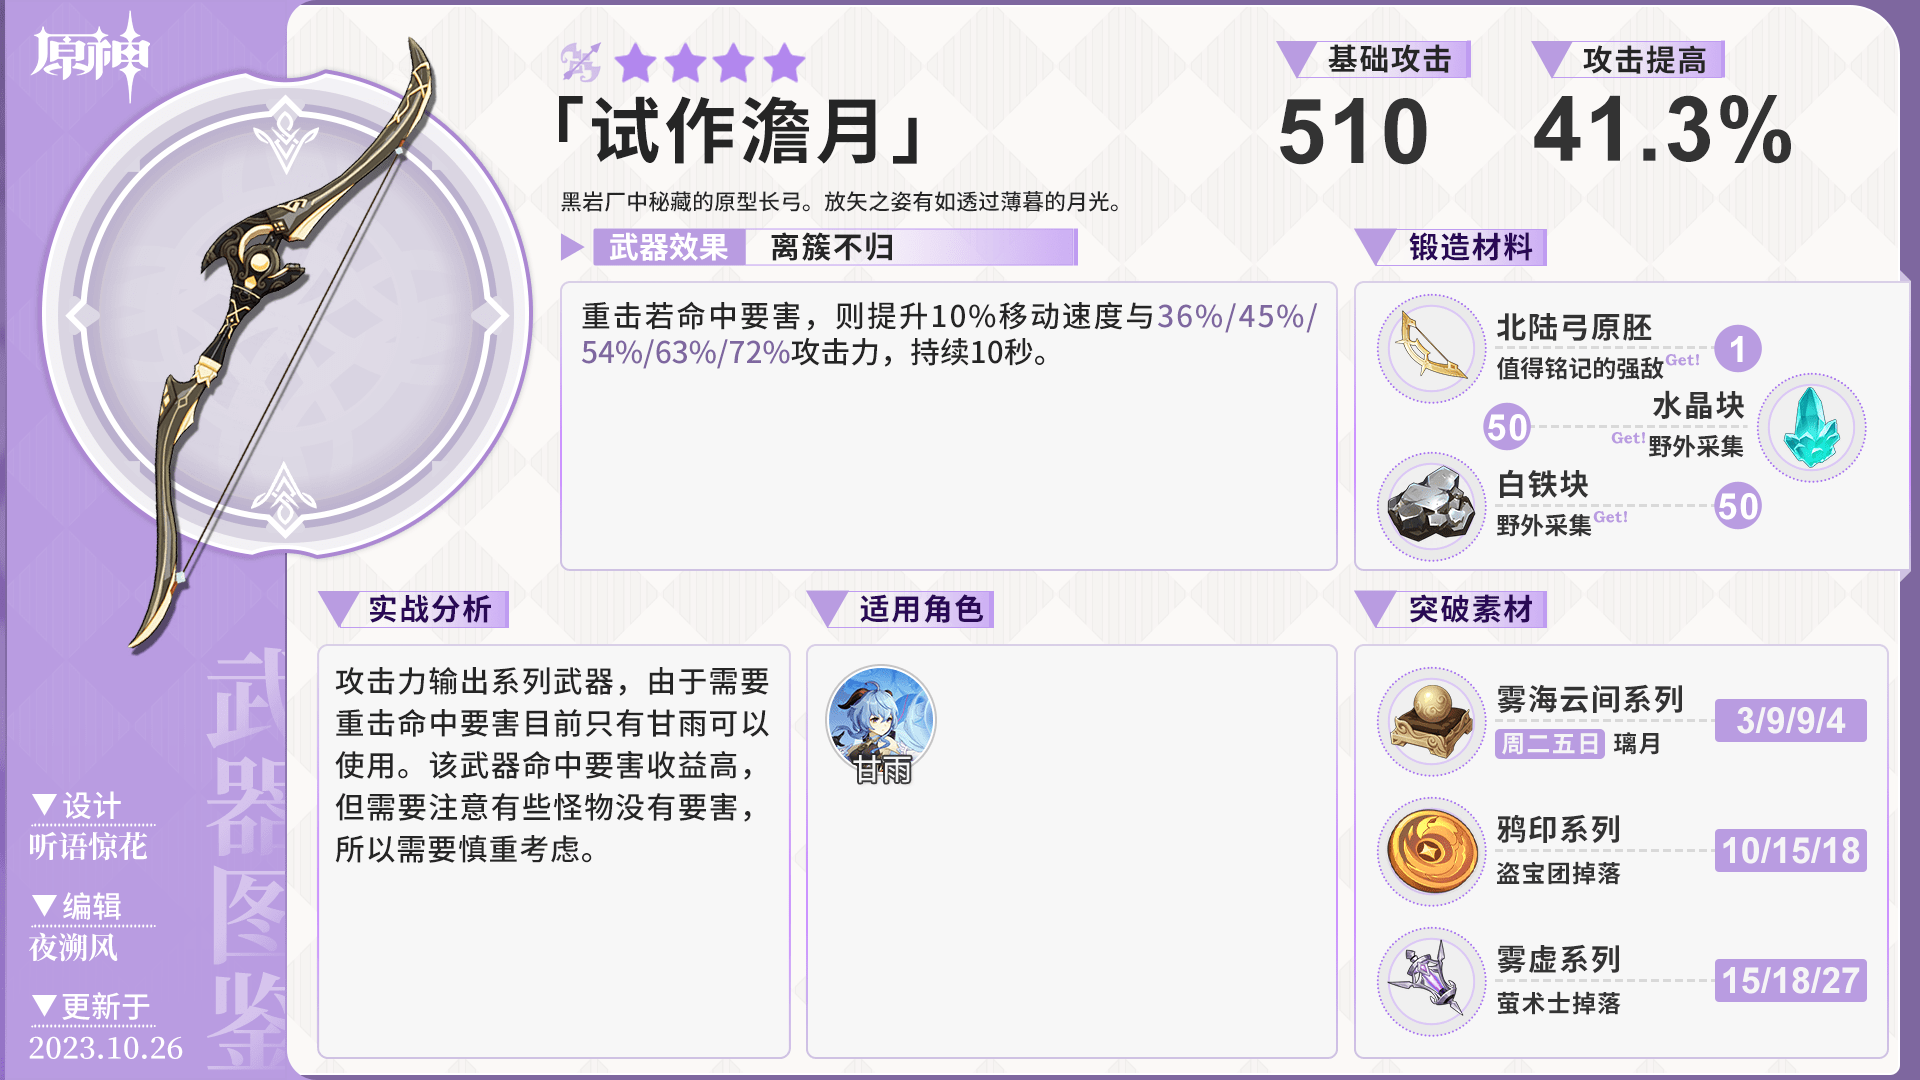 原神
「试作澹月」
黑岩厂中秘藏的原型长弓。放矢之姿有如透过薄暮的月光。
基础攻击
510
攻击提高
41.3%
武器效果
离簇不归
重击若命中要害，则提升10%移动速度与36%/45%/
54%/63%/72%攻击力，持续10秒。
锻造材料
北陆弓原胚
值得铭记的强敌Get!
1
水晶块
Get!野外采集
50
白铁块
野外采集Get!
50
实战分析
攻击力输出系列武器，由于需要
重击命中要害目前只有甘雨可以
使用。该武器命中要害收益高，
但需要注意有些怪物没有要害，
所以需要慎重考虑。
适用角色
甘雨
突破素材
雾海云间系列
周二五日 璃月
3/9/9/4
鸦印系列
盗宝团掉落
10/15/18
雾虚系列
萤术士掉落
15/18/27
武器图鉴
▼设计
听语惊花
▼编辑
夜溯风
▼更新于
2023.10.26